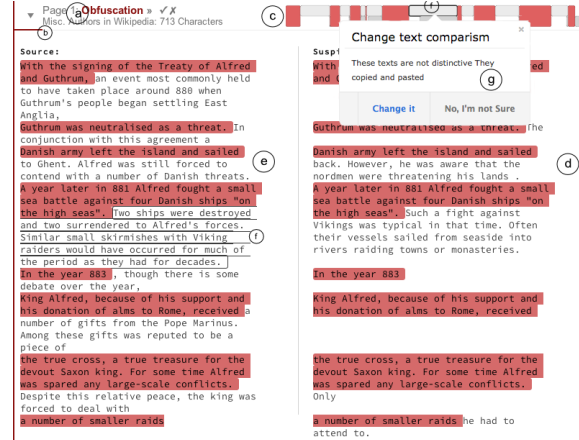 Page 1: Obfuscation » ✓✗
Misc. Authors in Wikipedia: 713 Characters
a
b
c
f
Source:
With the signing of the Treaty of Alfred
and Guthrum, an event most commonly held
to have taken place around 880 when
Guthrum's people began settling East
Anglia,
Guthrum was neutralised as a threat. In
conjunction with this agreement a
Danish army left the island and sailed
to Ghent. Alfred was still forced to
contend with a number of Danish threats.
A year later in 881 Alfred fought a small
sea battle against four Danish ships "on
the high seas". Two ships were destroyed
and two surrendered to Alfred's forces.
Similar small skirmishes with Viking
raiders would have occurred for much of
the period as they had for decades.
In the year 883 , though there is some
debate over the year,
King Alfred, because of his support and
his donation of alms to Rome, received a
number of gifts from the Pope Marinus.
Among these gifts was reputed to be a
piece of
the true cross, a true treasure for the
devout Saxon king. For some time Alfred
was spared any large-scale conflicts.
Despite this relative peace, the king was
forced to deal with
a number of smaller raids
e
f
Change text comparism
×
These texts are not distinctive They
copied and pasted
g
Change it
No, I'm not Sure
Suspi
With
and G
ed
Guthrum was neutralised as a threat. The
Danish army left the island and sailed
back. However, he was aware that the
nordmen were threatening his lands .
A year later in 881 Alfred fought a small
sea battle against four Danish ships "on
the high seas". Such a fight against
Vikings was typical in that time. Often
their vessels sailed from seaside into
rivers raiding towns or monasteries.
In the year 883
King Alfred, because of his support and
his donation of alms to Rome, received
the true cross, a true treasure for the
devout Saxon king. For some time Alfred
was spared any large-scale conflicts.
Only
a number of smaller raids he had to
attend to.
d